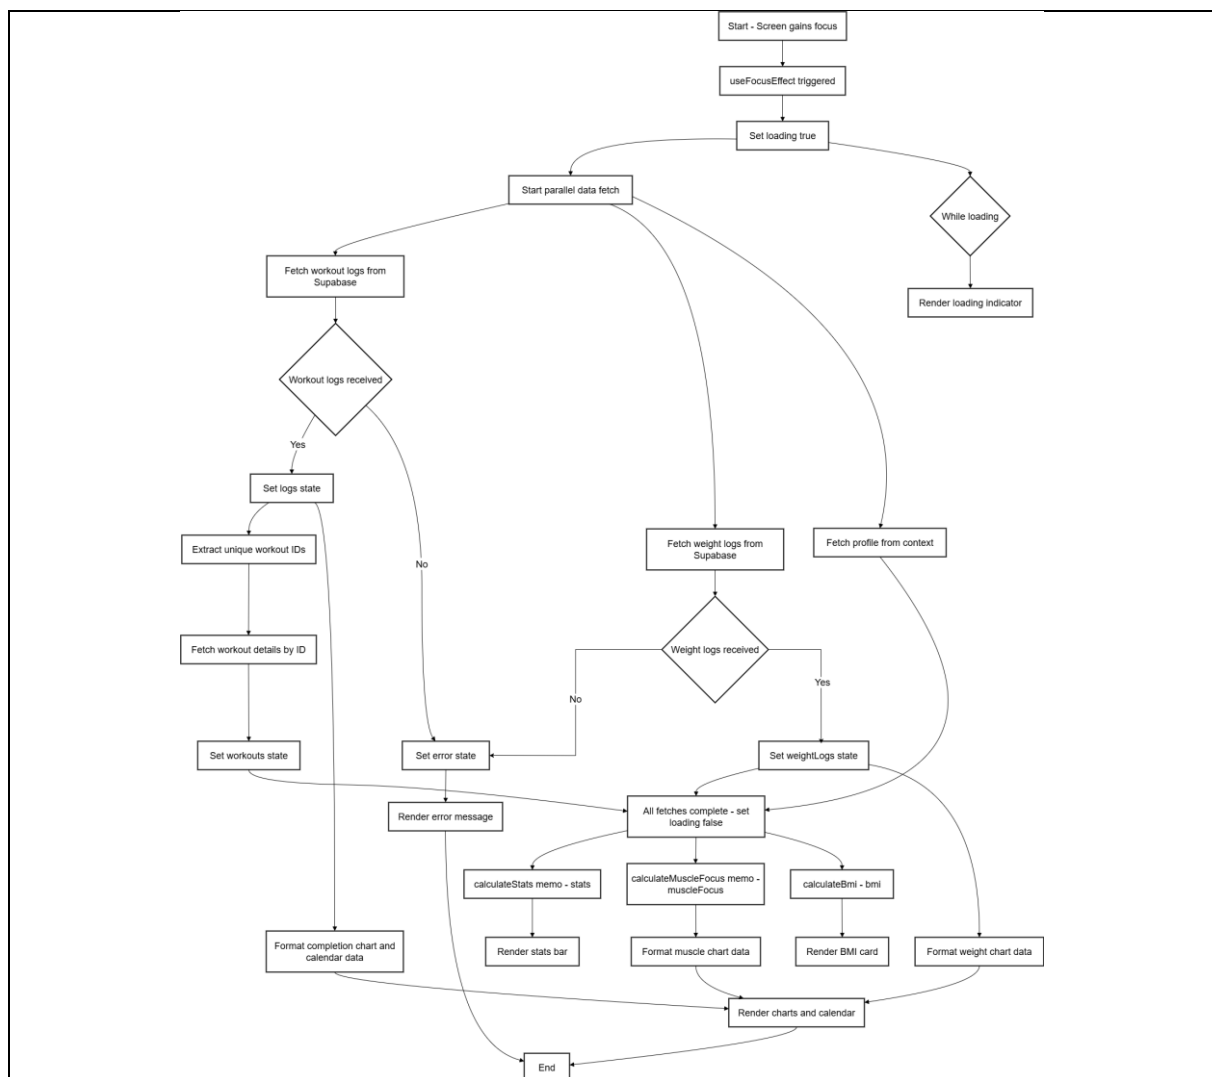 Start - Screen gains focus
useFocusEffect triggered
Set loading true
Start parallel data fetch
While loading
Fetch workout logs from
Supabase
Render loading indicator
Workout logs received
Yes
Set logs state
Extract unique workout IDs
Fetch weight logs from
Supabase
Fetch profile from context
No
Fetch workout details by ID
Weight logs received
No
Yes
Set workouts state
Set error state
Set weightLogs state
All fetches complete - set
loading false
Render error message
calculateStats memo - stats
calculateMuscleFocus memo -
muscleFocus
calculateBmi - bmi
Format completion chart and
calendar data
Render stats bar
Format muscle chart data
Render BMI card
Format weight chart data
Render charts and calendar
End